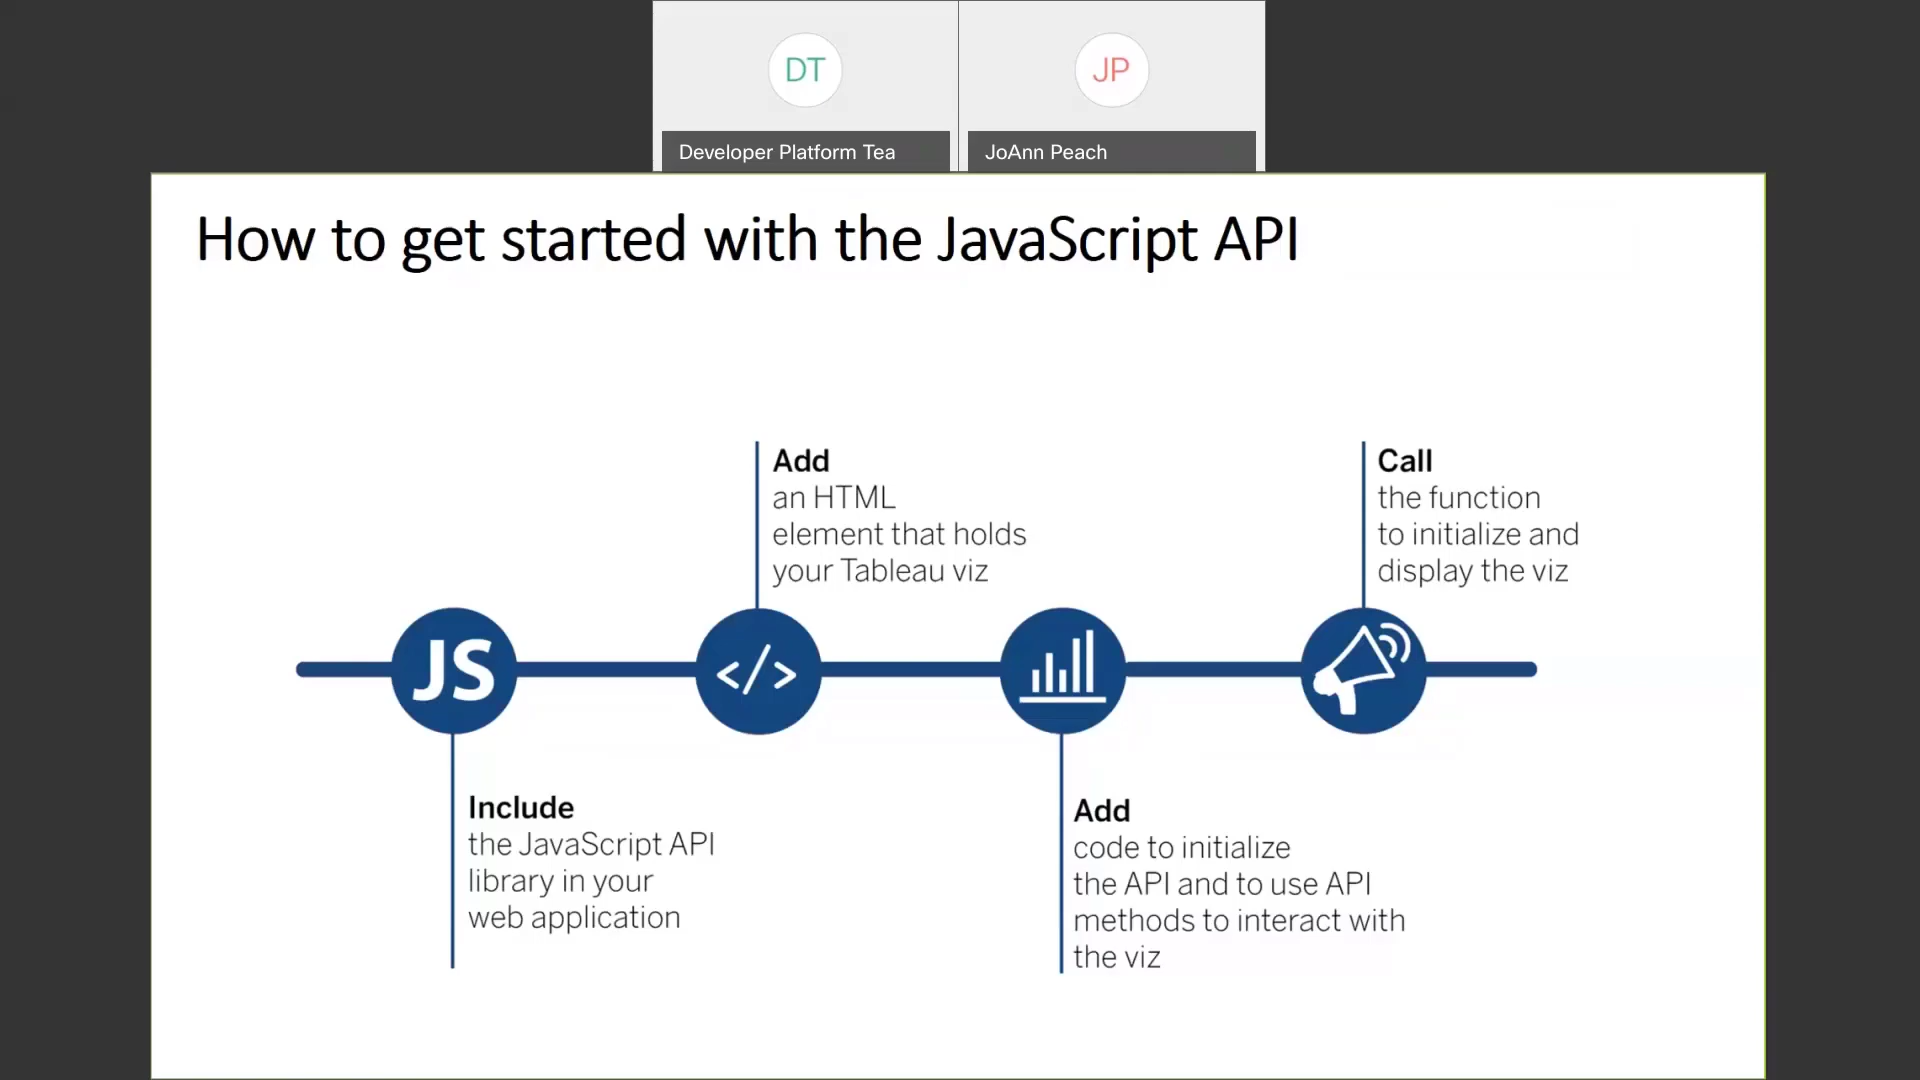 DT
JP
Developer Platform Tea
JoAnn Peach
How to get started with the JavaScript API
Add
an HTML
element that holds
your Tableau viz
Call
the function
to initialize and
display the viz
JS
</>
Include
the JavaScript API
library in your
web application
Add
code to initialize
the API and to use API
methods to interact with
the viz